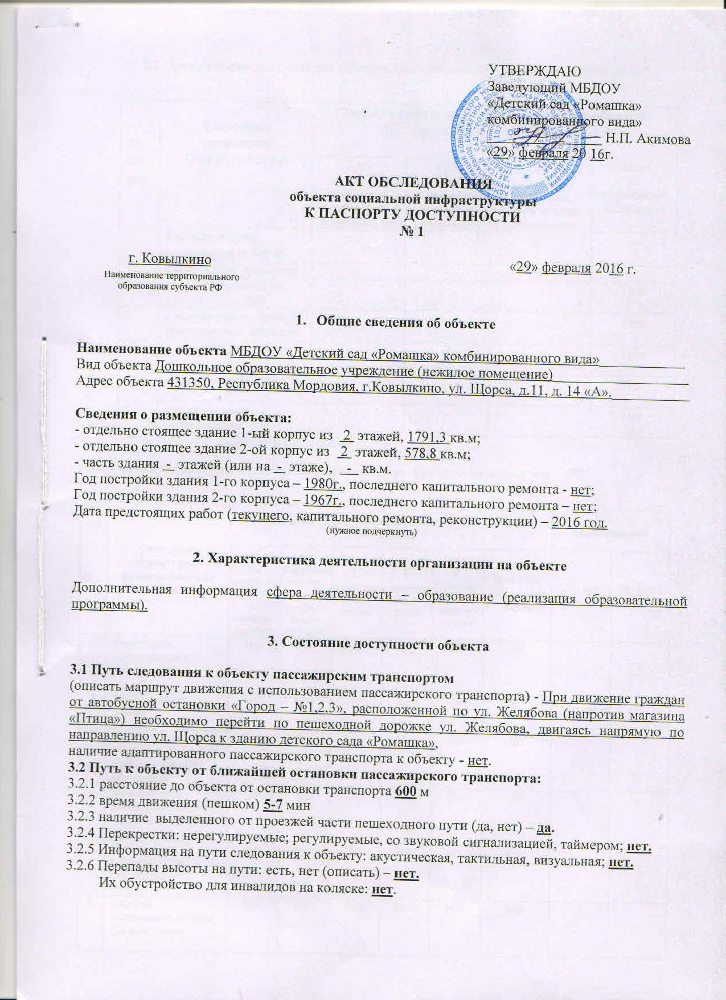 УТВЕРЖДАЮ
Заведующий МБДОУ
«Детский сад «Ромашка»
комбинированного вида»
Н.П. Акимова
«29» февраля 20 16г.
АКТ ОБСЛЕДОВАНИЯ
объекта социальной инфраструктуры
К ПАСПОРТУ ДОСТУПНОСТИ
№ 1
г. Ковылкино
«29» февраля 2016 г.
Наименование территориального
образования субъекта РФ
1. Общие сведения об объекте
Наименование объекта МБДОУ «Детский сад «Ромашка» комбинированного вида»
Вид объекта Дошкольное образовательное учреждение (нежилое помещение)
Адрес объекта 431350, Республика Мордовия, г.Ковылкино, ул. Щорса, д.11, д. 14 «А».
Сведения о размещении объекта:
- отдельно стоящее здание 1-ый корпус из 2 этажей, 1791,3 кв.м;
- отдельно стоящее здание 2-ой корпус из 2 этажей, 578,8 кв.м;
- часть здания - этажей (или на - этаже), - кв.м.
Год постройки здания 1-го корпуса – 1980г., последнего капитального ремонта - нет;
Год постройки здания 2-го корпуса – 1967г., последнего капитального ремонта – нет;
Дата предстоящих работ (текущего, капитального ремонта, реконструкции) – 2016 год.
(нужное подчеркнуть)
2. Характеристика деятельности организации на объекте
Дополнительная информация сфера деятельности – образование (реализация образовательной
программы).
3. Состояние доступности объекта
3.1 Путь следования к объекту пассажирским транспортом
(описать маршрут движения с использованием пассажирского транспорта) - При движение граждан
от автобусной остановки «Город – №1,2,3», расположенной по ул. Желябова (напротив магазина
«Птица») необходимо перейти по пешеходной дорожке ул. Желябова, двигаясь напрямую по
направлению ул. Щорса к зданию детского сада «Ромашка»,
наличие адаптированного пассажирского транспорта к объекту - нет.
3.2 Путь к объекту от ближайшей остановки пассажирского транспорта:
3.2.1 расстояние до объекта от остановки транспорта 600 м
3.2.2 время движения (пешком) 5-7 мин
3.2.3 наличие выделенного от проезжей части пешеходного пути (да, нет) – да.
3.2.4 Перекрестки: нерегулируемые; регулируемые, со звуковой сигнализацией, таймером; нет.
3.2.5 Информация на пути следования к объекту: акустическая, тактильная, визуальная; нет.
3.2.6 Перепады высоты на пути: есть, нет (описать) – нет.
Их обустройство для инвалидов на коляске: нет.